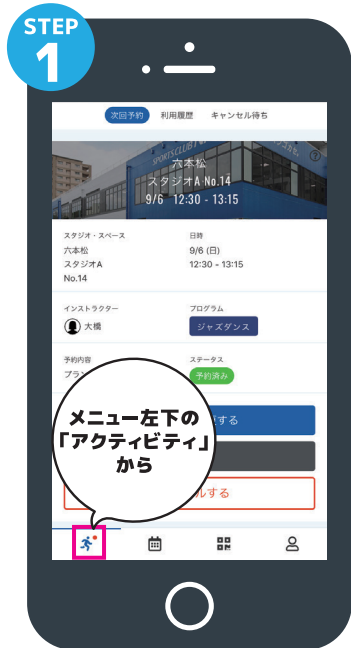 STEP
1
次回予約 利用履歴 キャンセル待ち
SPORTS CLUB
六本松
スタジオA No.14
9/6 12:30 - 13:15
スタジオ・スペース 日時
六本松 9/6 (日)
スタジオA 12:30 - 13:15
No.14
インストラクター プログラム
大橋 ジャズダンス
予約内容 ステータス
プラン 予約済み
メニュー左下の
「アクティビティ」
から
する
ルする